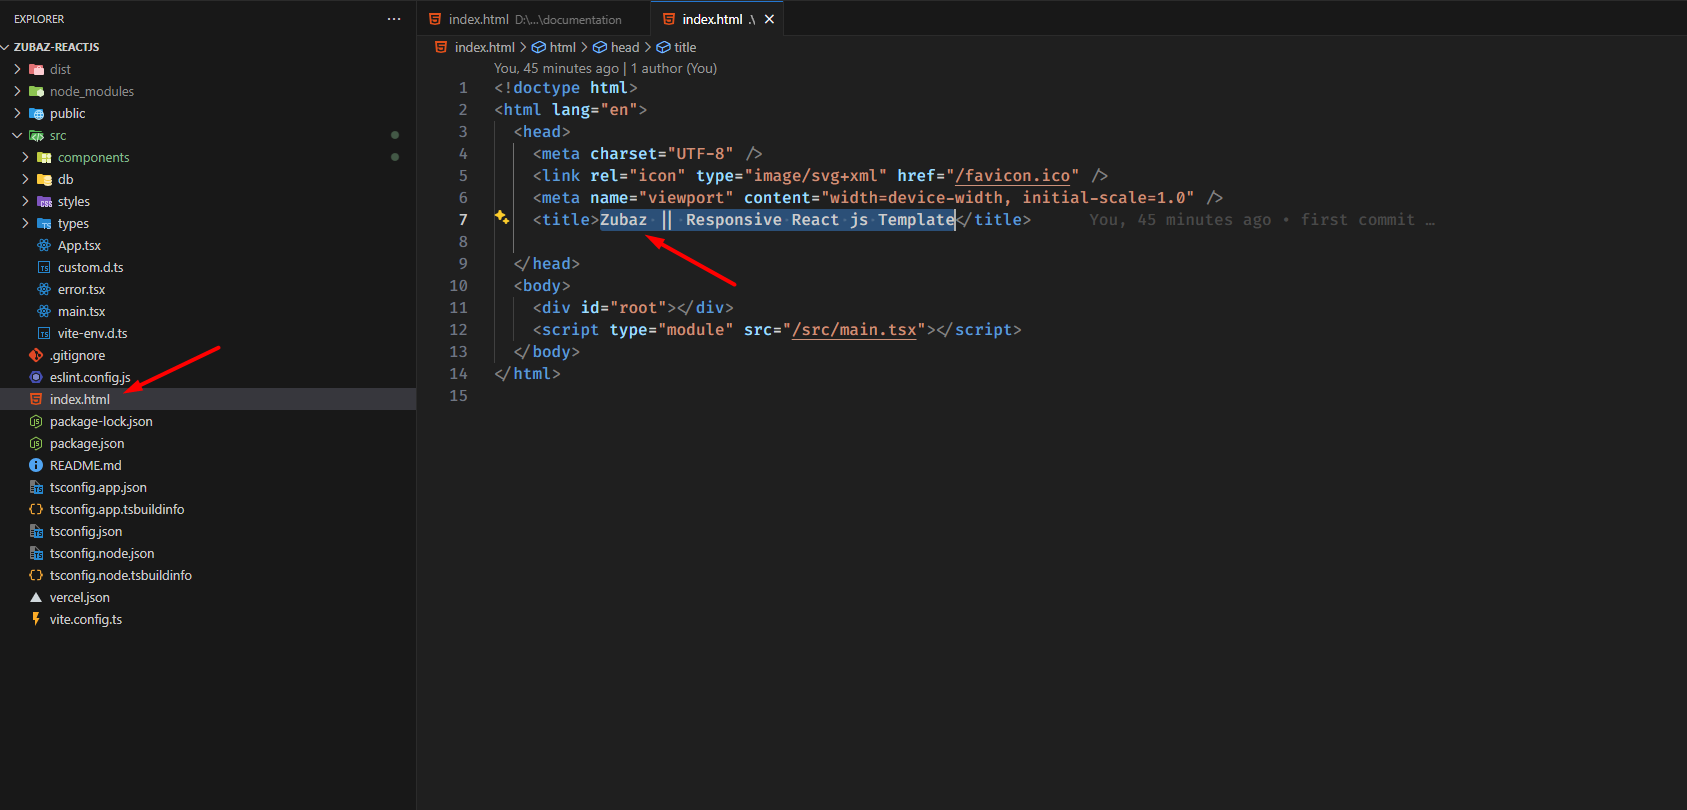 EXPLORER
···
ZUBAZ-REACTJS
dist
node_modules
public
src
components
db
styles
types
App.tsx
custom.d.ts
error.tsx
main.tsx
vite-env.d.ts
.gitignore
eslint.config.js
index.html
package-lock.json
package.json
README.md
tsconfig.app.json
tsconfig.app.tsbuildinfo
tsconfig.json
tsconfig.node.json
tsconfig.node.tsbuildinfo
vercel.json
vite.config.ts
index.html D:\...\documentation
index.html .\
index.html > html > head > title
You, 45 minutes ago | 1 author (You)
1 <!doctype html>
2 <html lang="en">
3 <head>
4 <meta charset="UTF-8" />
5 <link rel="icon" type="image/svg+xml" href="/favicon.ico" />
6 <meta name="viewport" content="width=device-width, initial-scale=1.0" />
7 <title>Zubaz || Responsive React js Template</title> You, 45 minutes ago • first commit …
8
9 </head>
10 <body>
11 <div id="root"></div>
12 <script type="module" src="/src/main.tsx"></script>
13 </body>
14 </html>
15